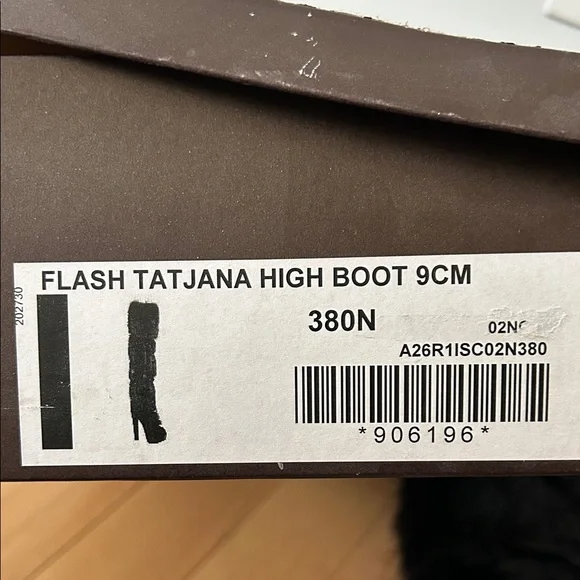 FLASH TATJANA HIGH BOOT 9CM
202730
380N
A26R1ISC02N380
*906196*